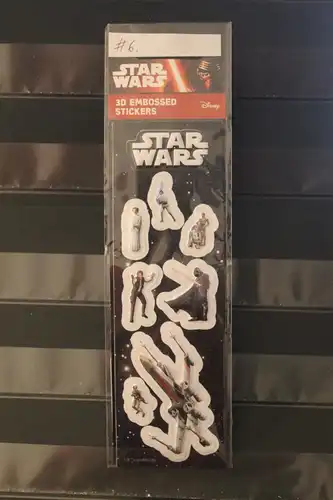 #6.
STAR
WARS
3D EMBOSSED
STICKERS
Disney
STAR
WARS